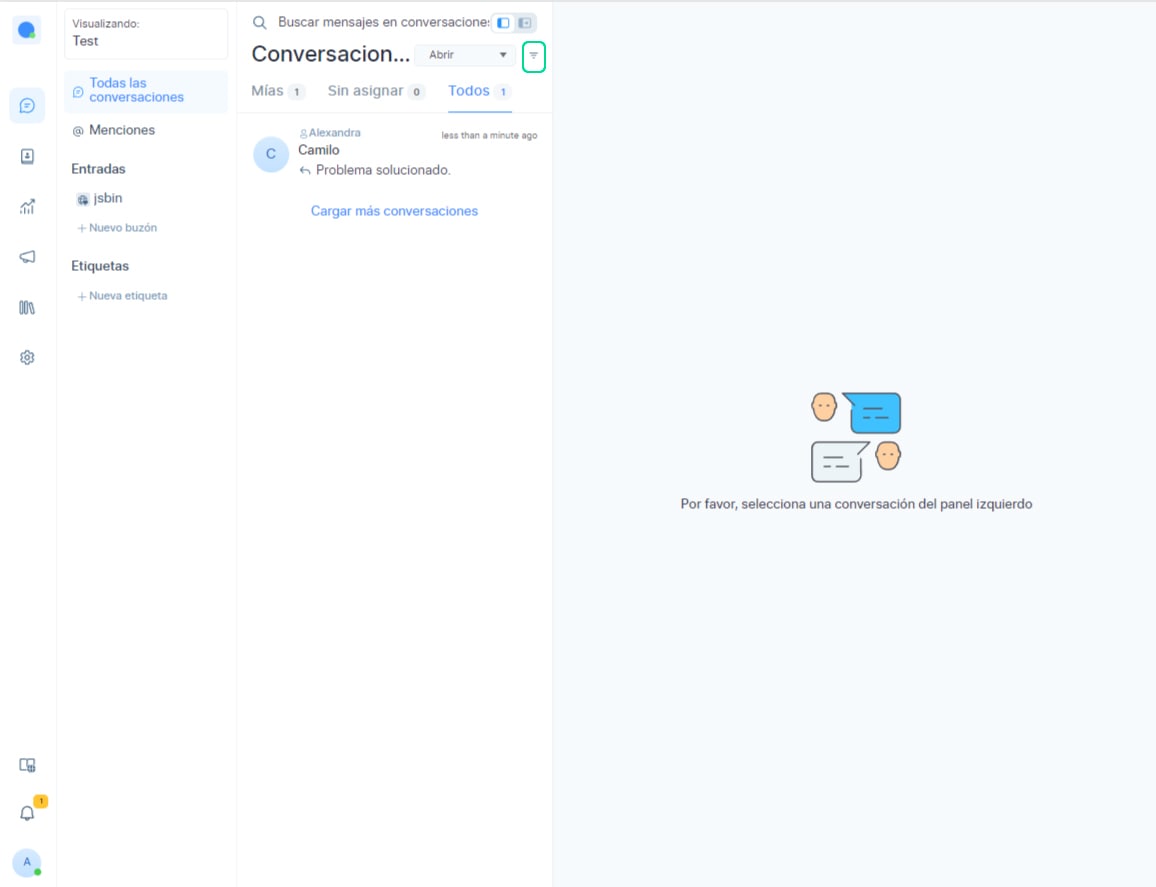 Visualizando:
Test
Todas las
conversaciones
@ Menciones
Entradas
jsbin
+ Nuevo buzón
Etiquetas
+ Nueva etiqueta
1
A
Buscar mensajes en conversacione
Conversacion...
Abrir
Mías 1 Sin asignar 0 Todos 1
Alexandra
less than a minute ago
C
Camilo
Problema solucionado.
Cargar más conversaciones
Por favor, selecciona una conversación del panel izquierdo